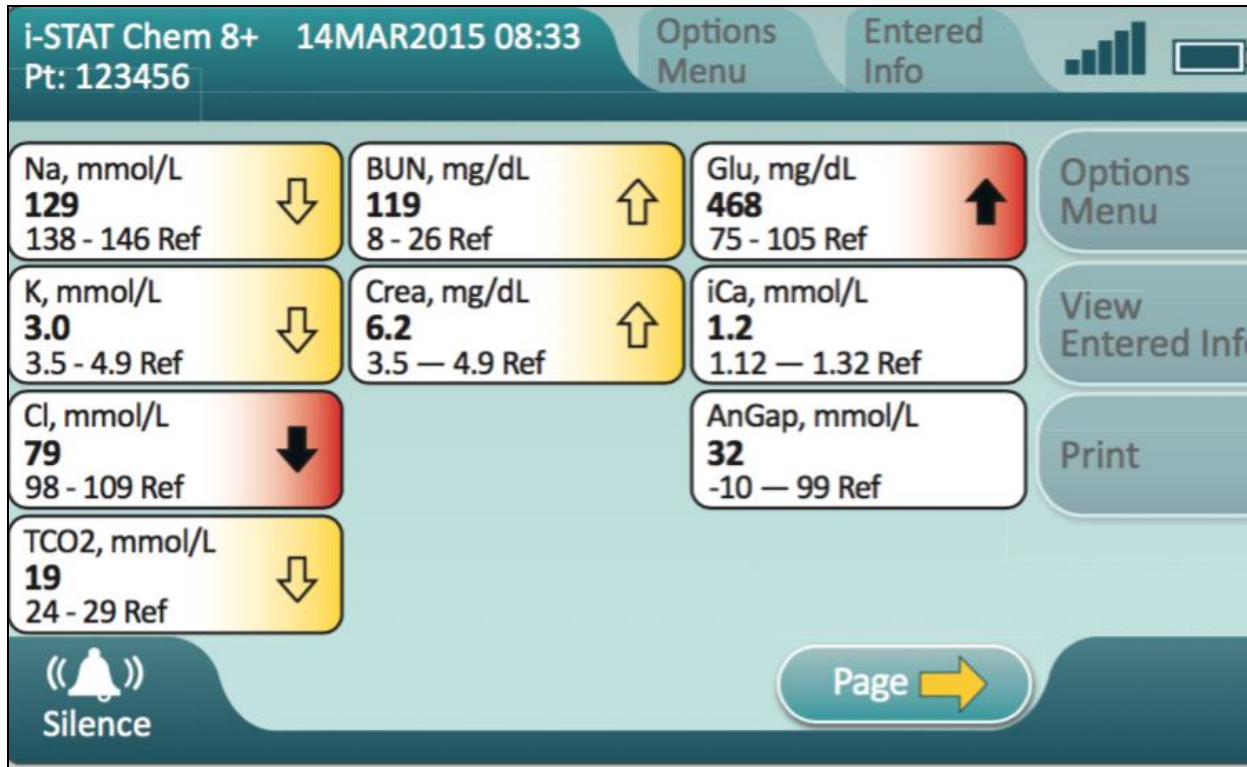 i-STAT Chem 8+ 14MAR2015 08:33
Pt: 123456
Options
Menu
Entered
Info
Na, mmol/L
129
138 - 146 Ref
BUN, mg/dL
119
8 - 26 Ref
Glu, mg/dL
468
75 - 105 Ref
K, mmol/L
3.0
3.5 - 4.9 Ref
Crea, mg/dL
6.2
3.5 — 4.9 Ref
iCa, mmol/L
1.2
1.12 — 1.32 Ref
Cl, mmol/L
79
98 - 109 Ref
AnGap, mmol/L
32
-10 — 99 Ref
TCO2, mmol/L
19
24 - 29 Ref
Options
Menu
View
Entered Info
Print
Silence
Page